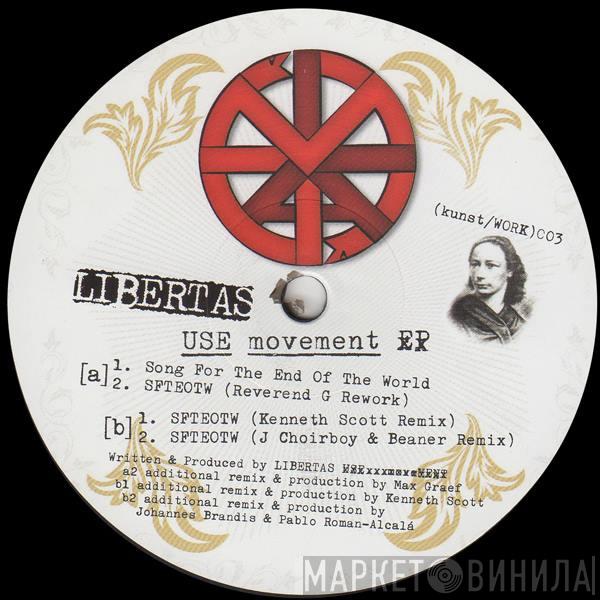 (kunst/WORK)C03
LIBERTAS
USE movement EP
[a] 1. Song For The End Of The World
2. SFTEOTW (Reverend G Rework)
[b] 1. SFTEOTW (Kenneth Scott Remix)
2. SFTEOTW (J Choirboy & Beaner Remix)
Written & Produced by LIBERTAS
a2 additional remix & production by Max Graef
b1 additional remix & production by Kenneth Scott
b2 additional remix & production by
Johannes Brandis & Pablo Roman-Alcalá
МАРКЕТ ВИНИЛА